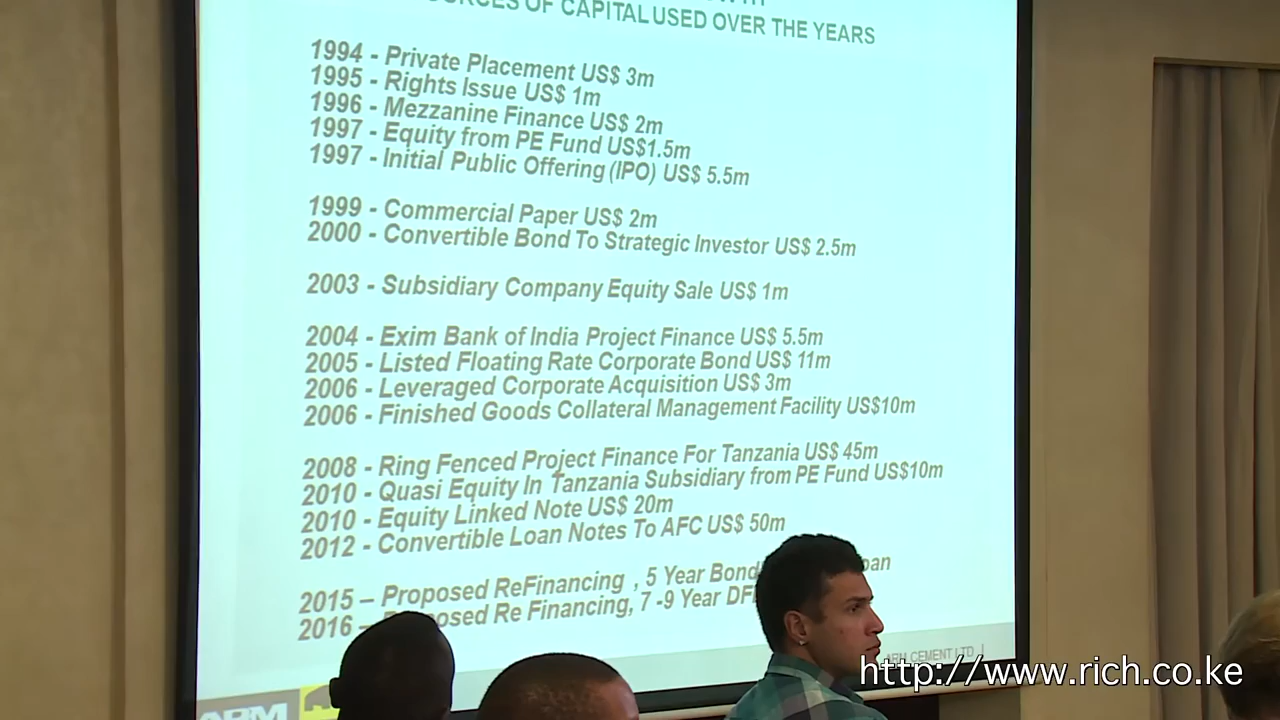 OF CAPITAL USED OVER THE YEARS
1994 - Private Placement US$ 3m
1995 - Rights Issue US$ 1m
1996 - Mezzanine Finance US$ 2m
1997 - Equity from PE Fund US$1.5m
1997 - Initial Public Offering (IPO) US$ 5.5m
1999 - Commercial Paper US$ 2m
2000 - Convertible Bond To Strategic Investor US$ 2.5m
2003 - Subsidiary Company Equity Sale US$ 1m
2004 - Exim Bank of India Project Finance US$ 5.5m
2005 - Listed Floating Rate Corporate Bond US$ 11m
2006 - Leveraged Corporate Acquisition US$ 3m
2006 - Finished Goods Collateral Management Facility US$10m
2008 - Ring Fenced Project Finance For Tanzania US$ 45m
2010 - Quasi Equity In Tanzania Subsidiary from PE Fund US$10m
2010 - Equity Linked Note US$ 20m
2012 - Convertible Loan Notes To AFC US$ 50m
2015 – Proposed ReFinancing , 5 Year Bond
2016 – Re Financing, 7 -9 Year
ARM CEMENT LTD. |
ARM
http://www.rich.co.ke